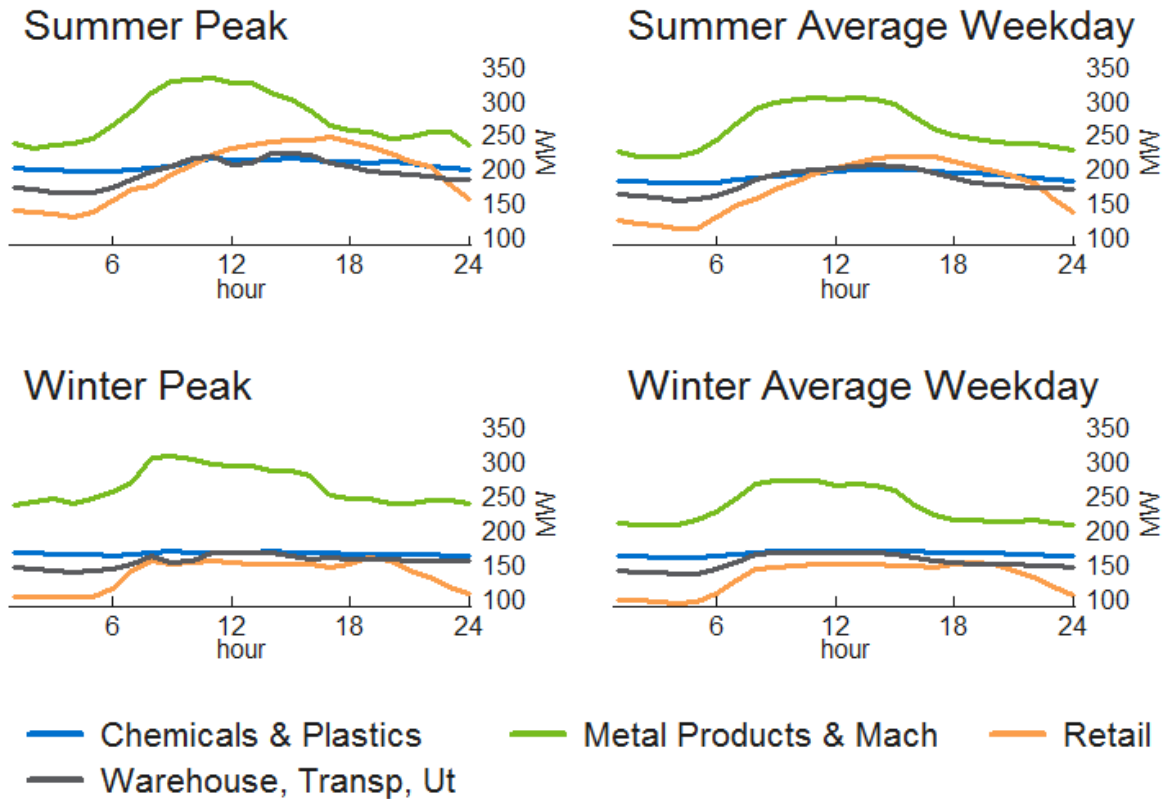 Summer Peak
350
300
250
200
150
100
MW
6 12 18 24
hour
Summer Average Weekday
350
300
250
200
150
100
MW
6 12 18 24
hour
Winter Peak
350
300
250
200
150
100
MW
6 12 18 24
hour
Winter Average Weekday
350
300
250
200
150
100
MW
6 12 18 24
hour
Chemicals & Plastics Metal Products & Mach Retail
Warehouse, Transp, Ut